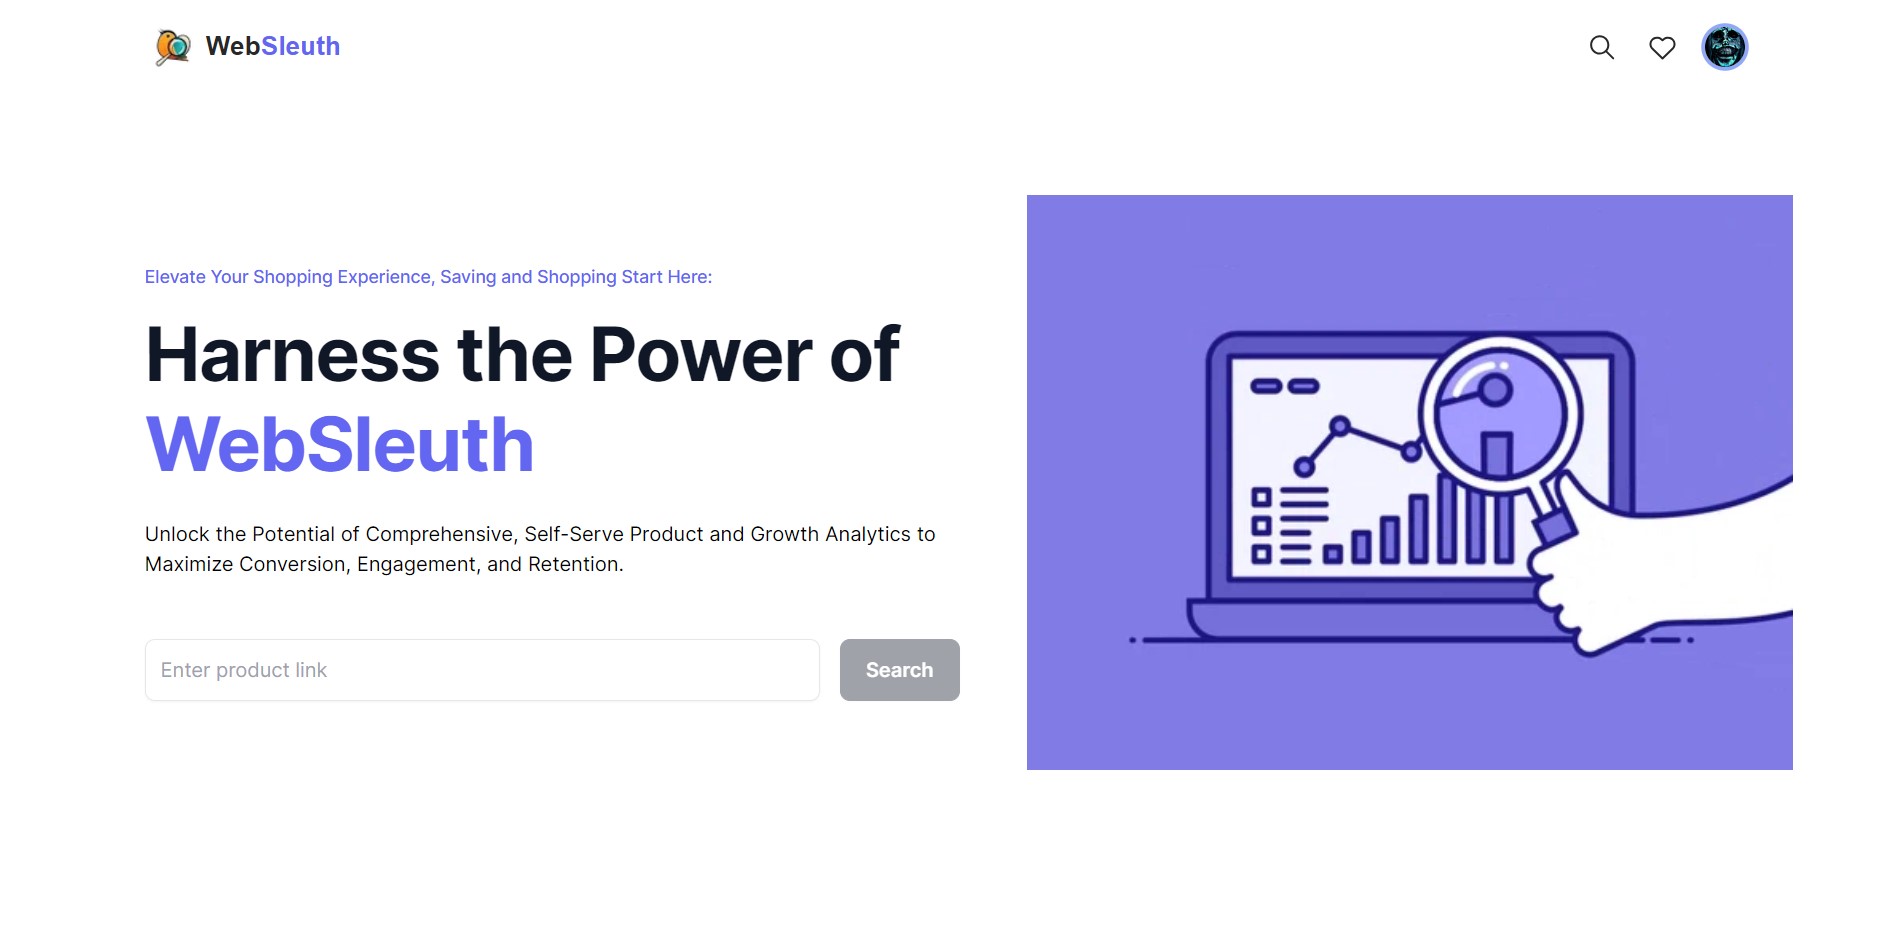 WebSleuth
Elevate Your Shopping Experience, Saving and Shopping Start Here:
Harness the Power of
WebSleuth
Unlock the Potential of Comprehensive, Self-Serve Product and Growth Analytics to
Maximize Conversion, Engagement, and Retention.
Enter product link
Search